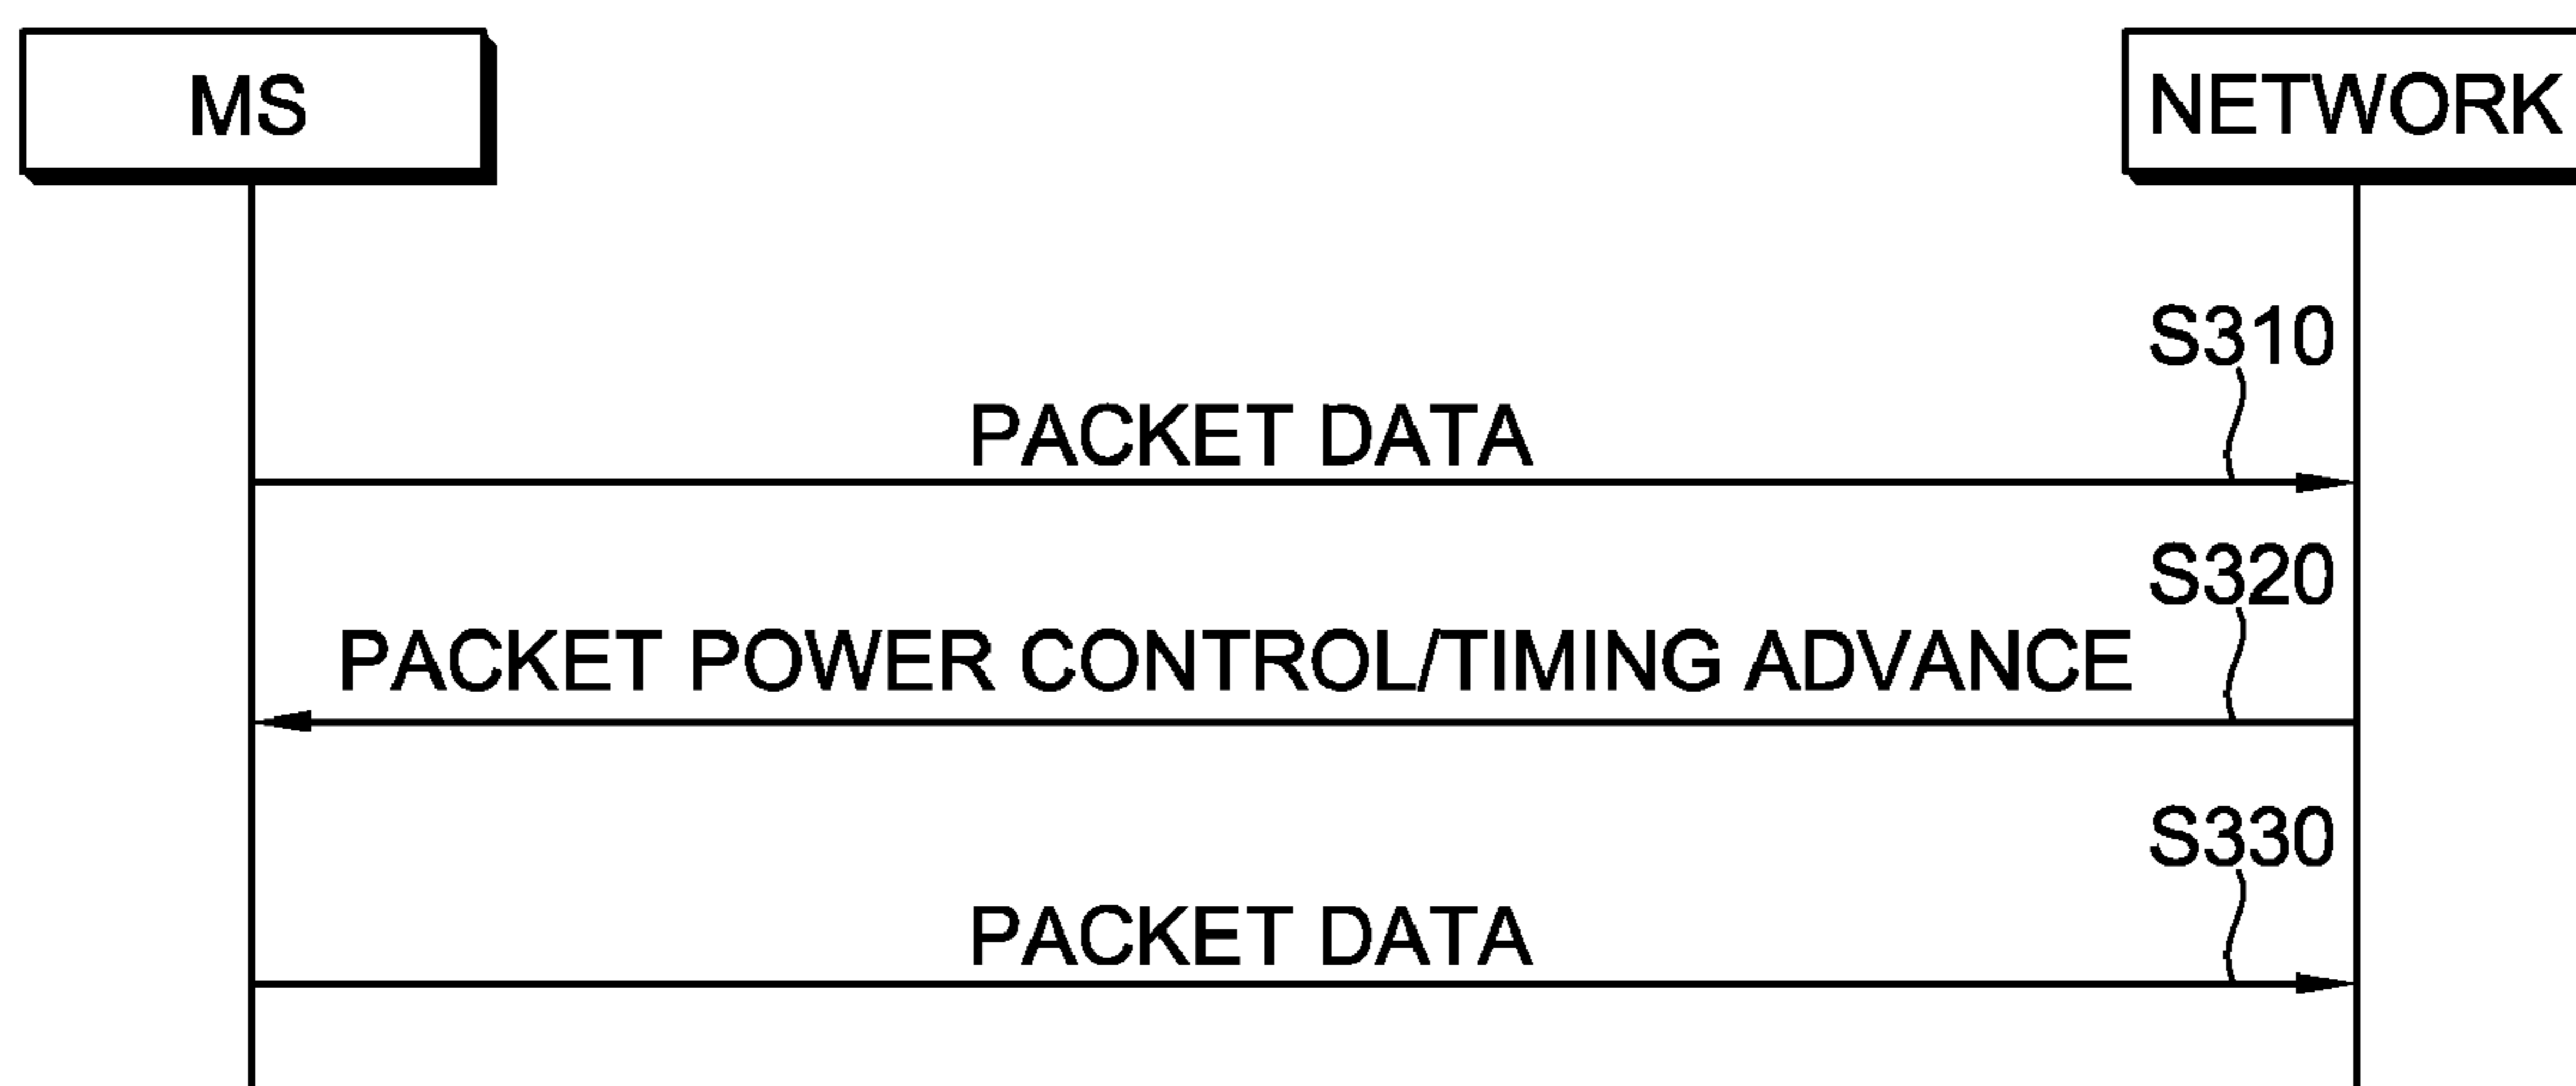 MS
NETWORK
S310
PACKET DATA
S320
PACKET POWER CONTROL/TIMING ADVANCE
S330
PACKET DATA